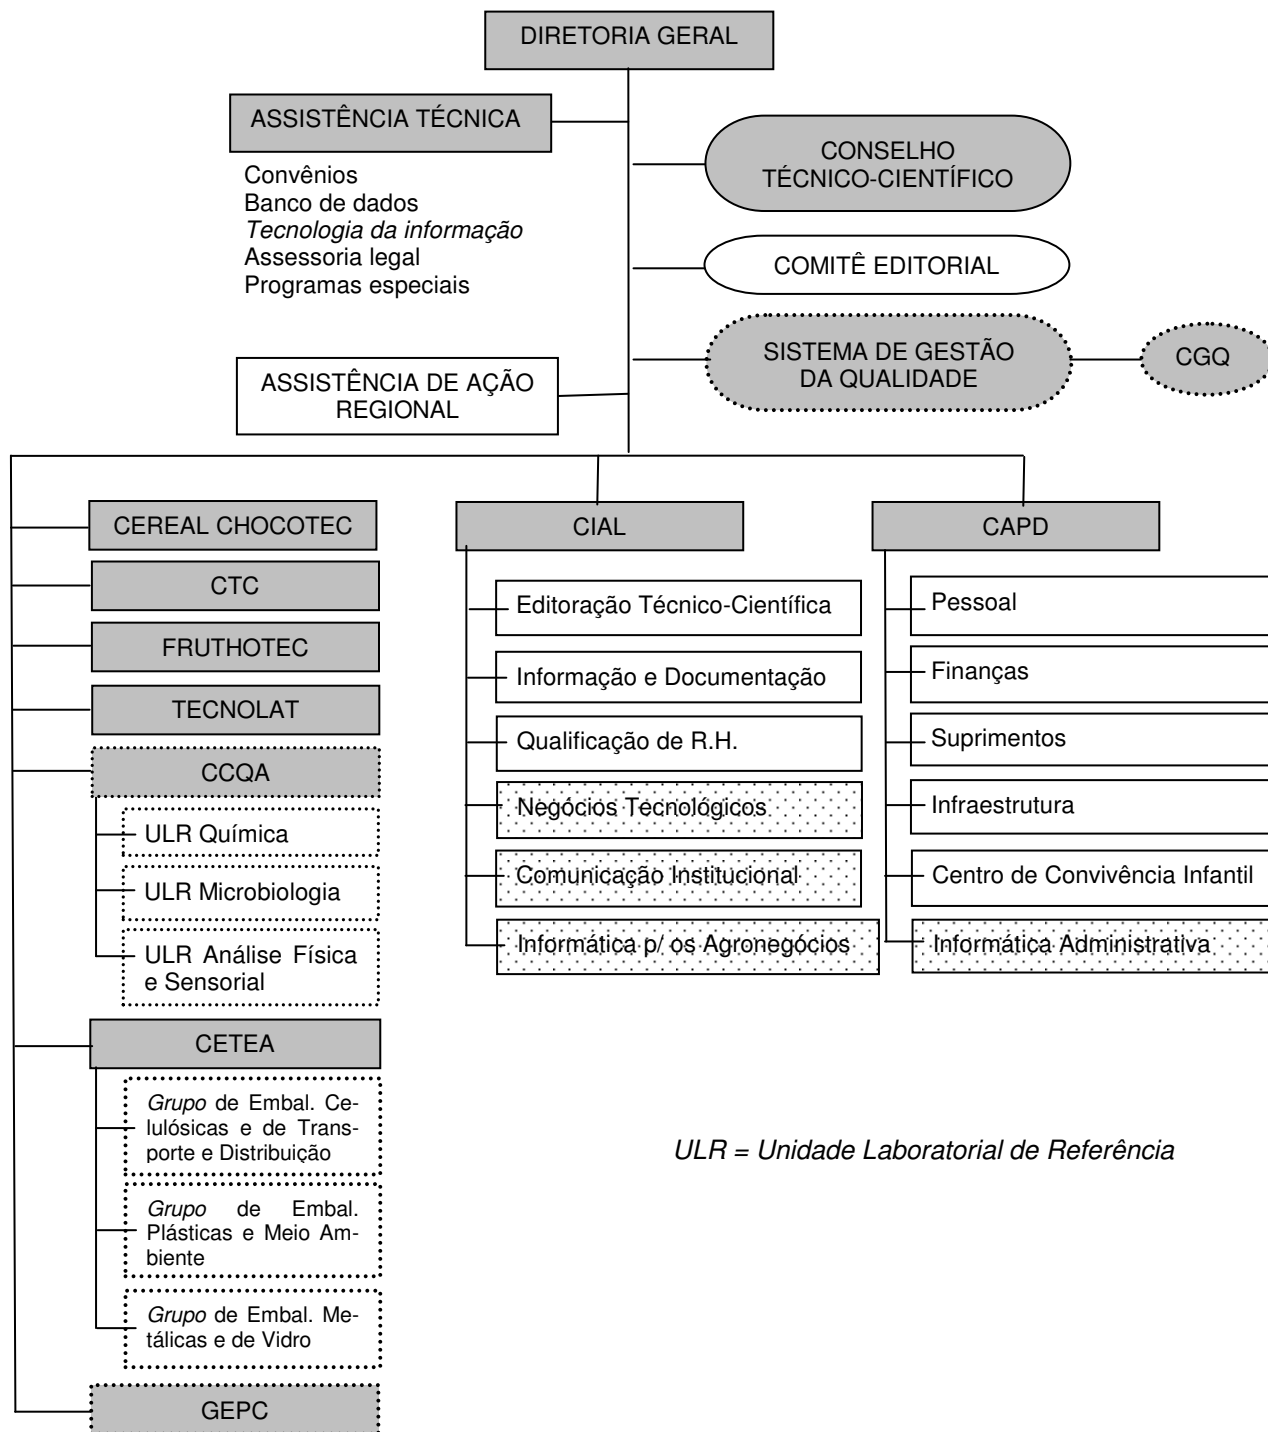 DIRETORIA GERAL
ASSISTÊNCIA TÉCNICA
Convênios
Banco de dados
Tecnologia da informação
Assessoria legal
Programas especiais
CONSELHO
TÉCNICO-CIENTÍFICO
COMITÊ EDITORIAL
SISTEMA DE GESTÃO
DA QUALIDADE
CGQ
ASSISTÊNCIA DE AÇÃO
REGIONAL
CEREAL CHOCOTEC
CTC
FRUTHOTEC
TECNOLAT
CCQA
ULR Química
ULR Microbiologia
ULR Análise Física
e Sensorial
CETEA
Grupo de Embal. Ce-
lulósicas e de Trans-
porte e Distribuição
Grupo de Embal.
Plásticas e Meio Am-
biente
Grupo de Embal. Me-
tálicas e de Vidro
GEPC
CIAL
Editoração Técnico-Científica
Informação e Documentação
Qualificação de R.H.
Negócios Tecnológicos
Comunicação Institucional
Informática p/ os Agronegócios
CAPD
Pessoal
Finanças
Suprimentos
Infraestrutura
Centro de Convivência Infantil
Informática Administrativa
ULR = Unidade Laboratorial de Referência